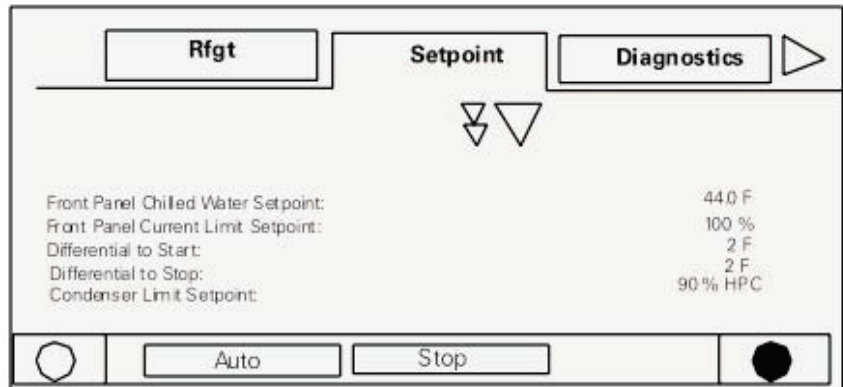 Rfgt Setpoint Diagnostics
Front Panel Chilled Water Setpoint: 44.0 F
Front Panel Current Limit Setpoint: 100 %
Differential to Start: 2 F
Differential to Stop: 2 F
Condenser Limit Setpoint: 90 % HPC
Auto Stop